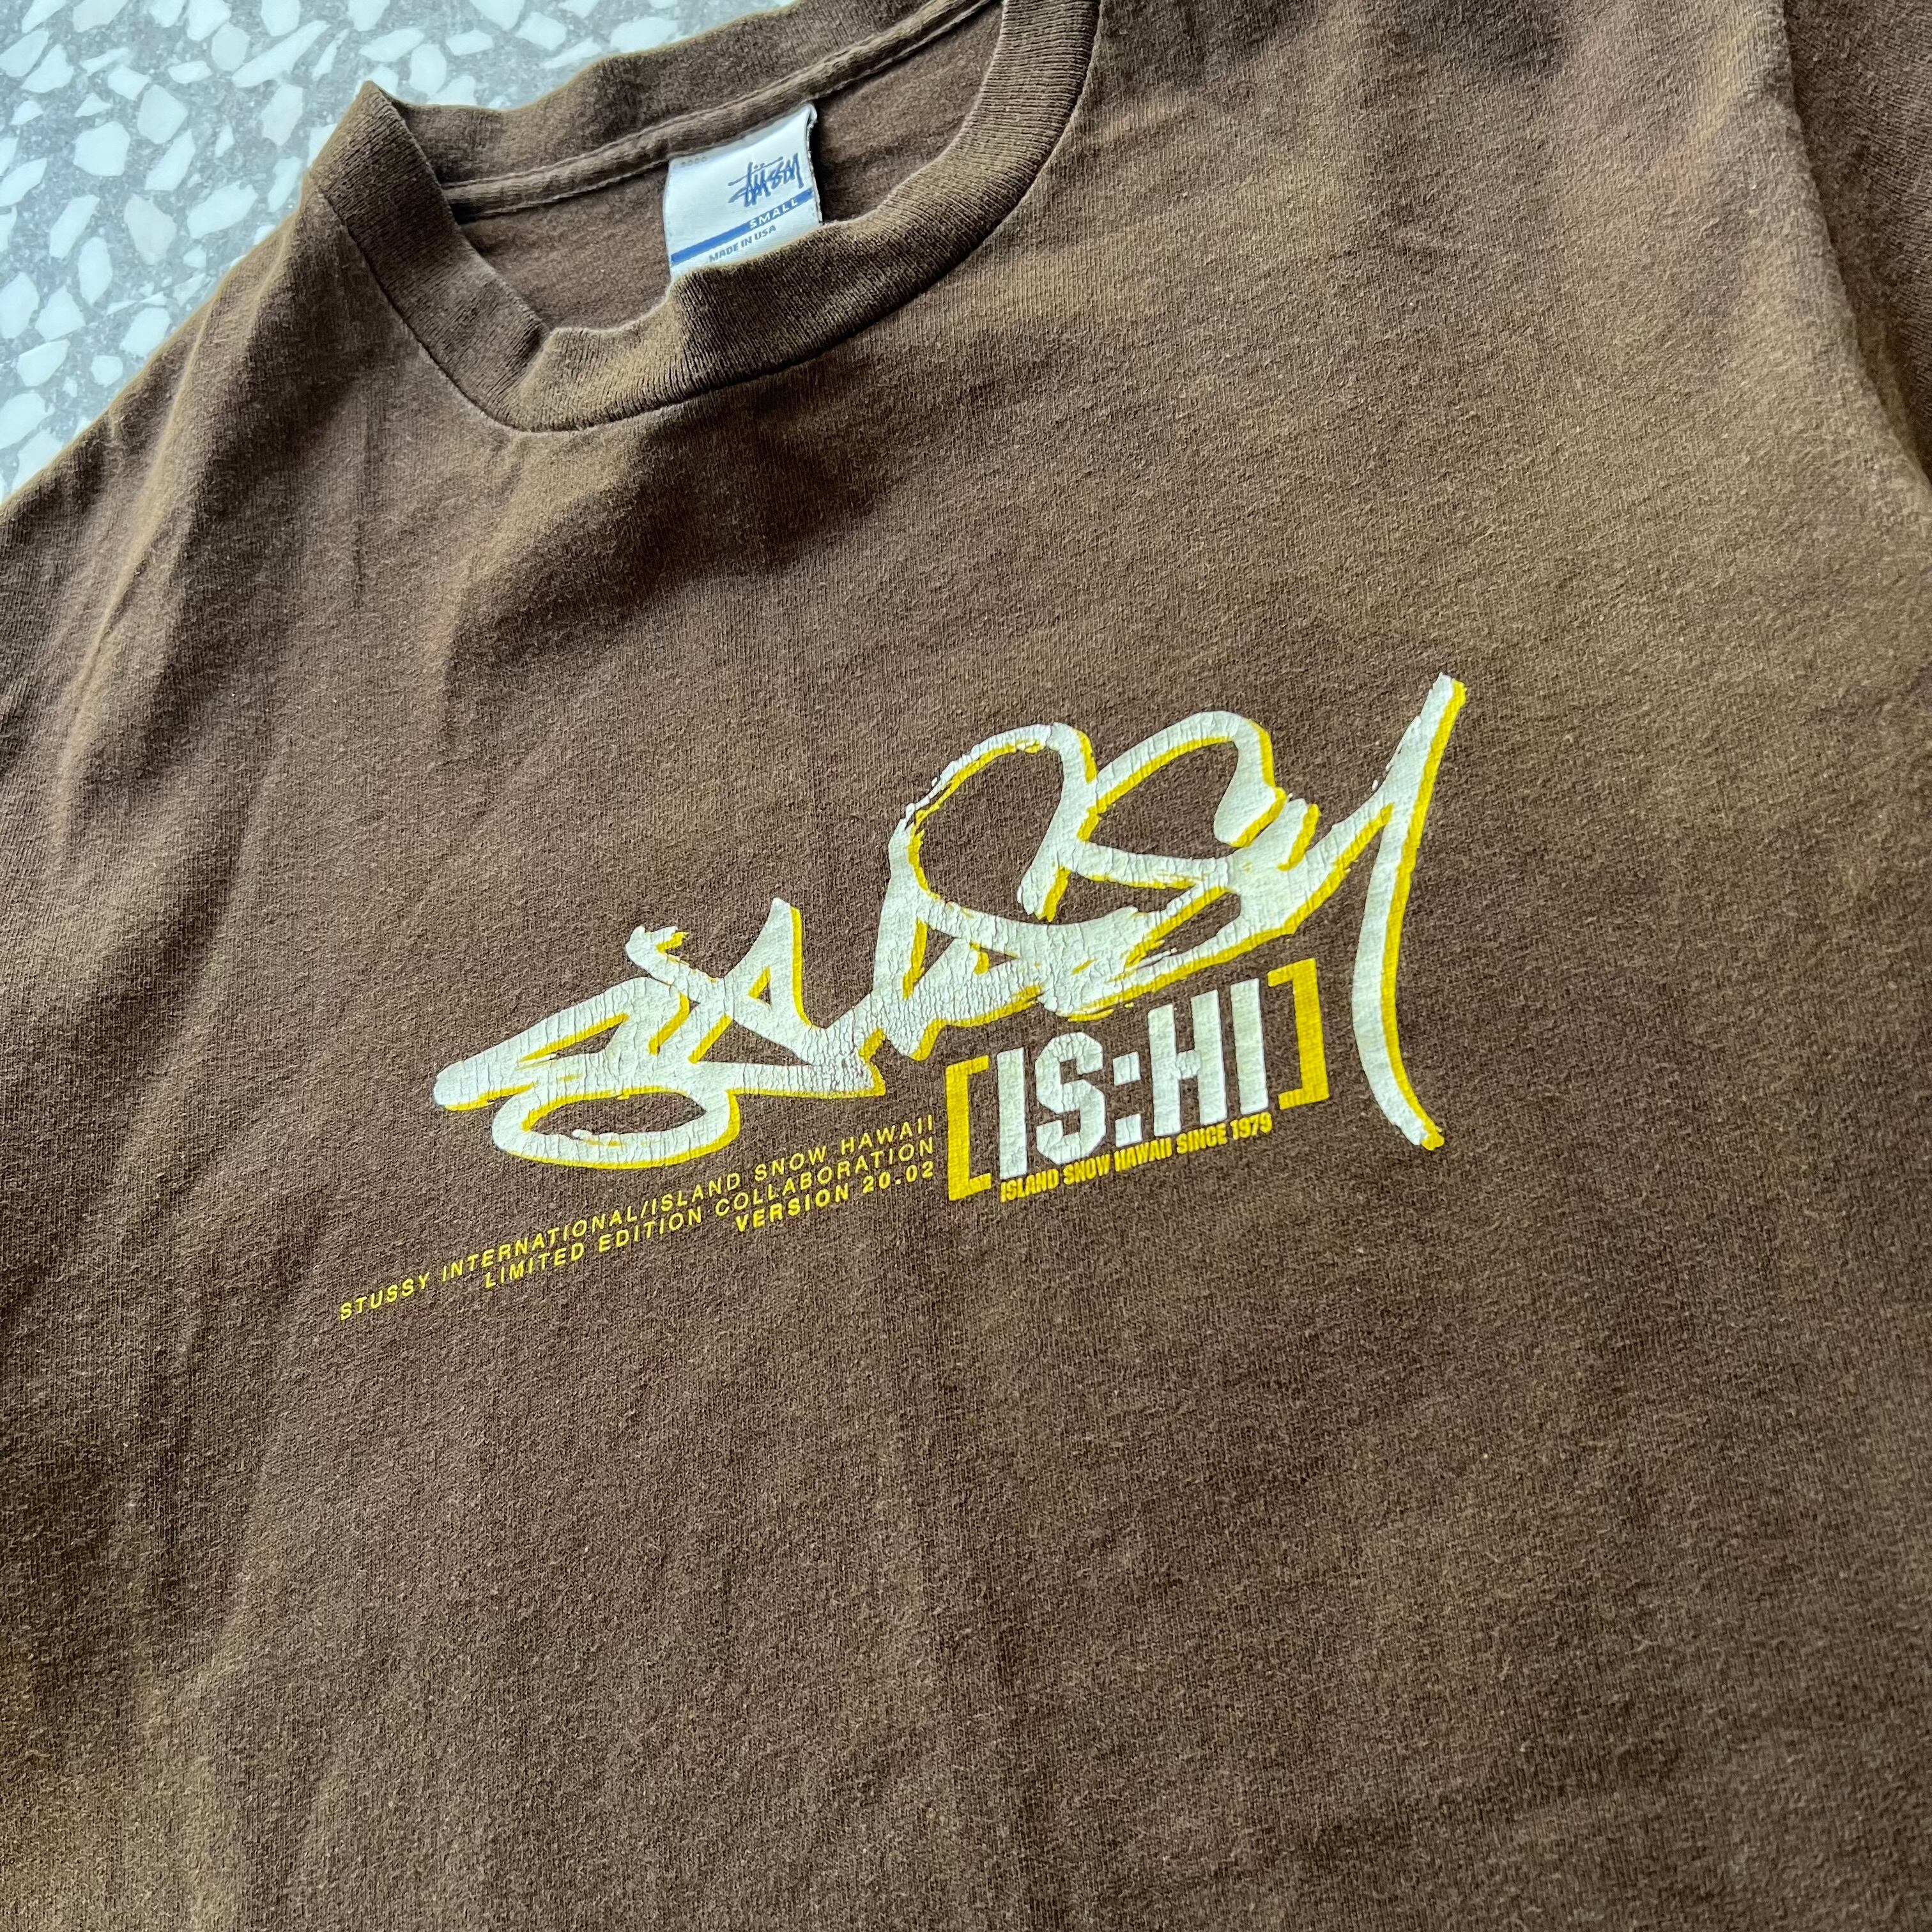 Stüssy
SMALL
MADE IN USA
[IS:HI]
ISLAND SNOW HAWAII SINCE 1979
STUSSY INTERNATIONAL/ISLAND SNOW HAWAII
LIMITED EDITION COLLABORATION
VERSION 20.02